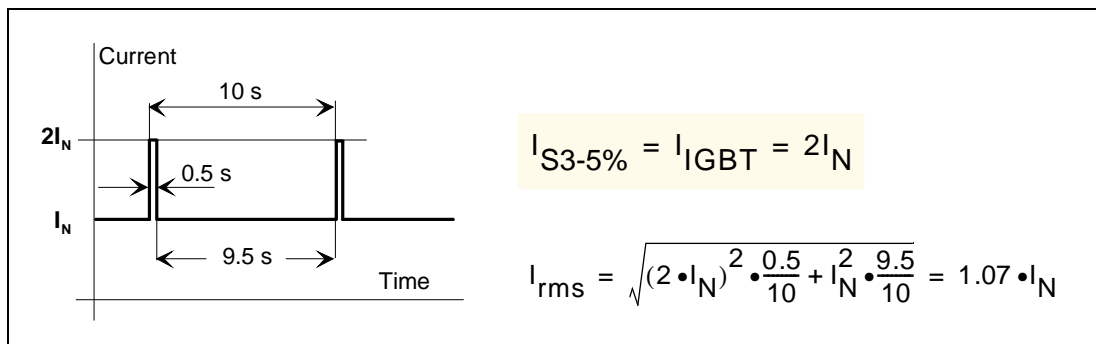 Current
10 s
2I_N
0.5 s
I_N
9.5 s
Time
I_S3-5% = I_IGBT = 2I_N
I_rms = √((2•I_N)^2 • 0.5/10 + I_N^2 • 9.5/10) = 1.07 •I_N